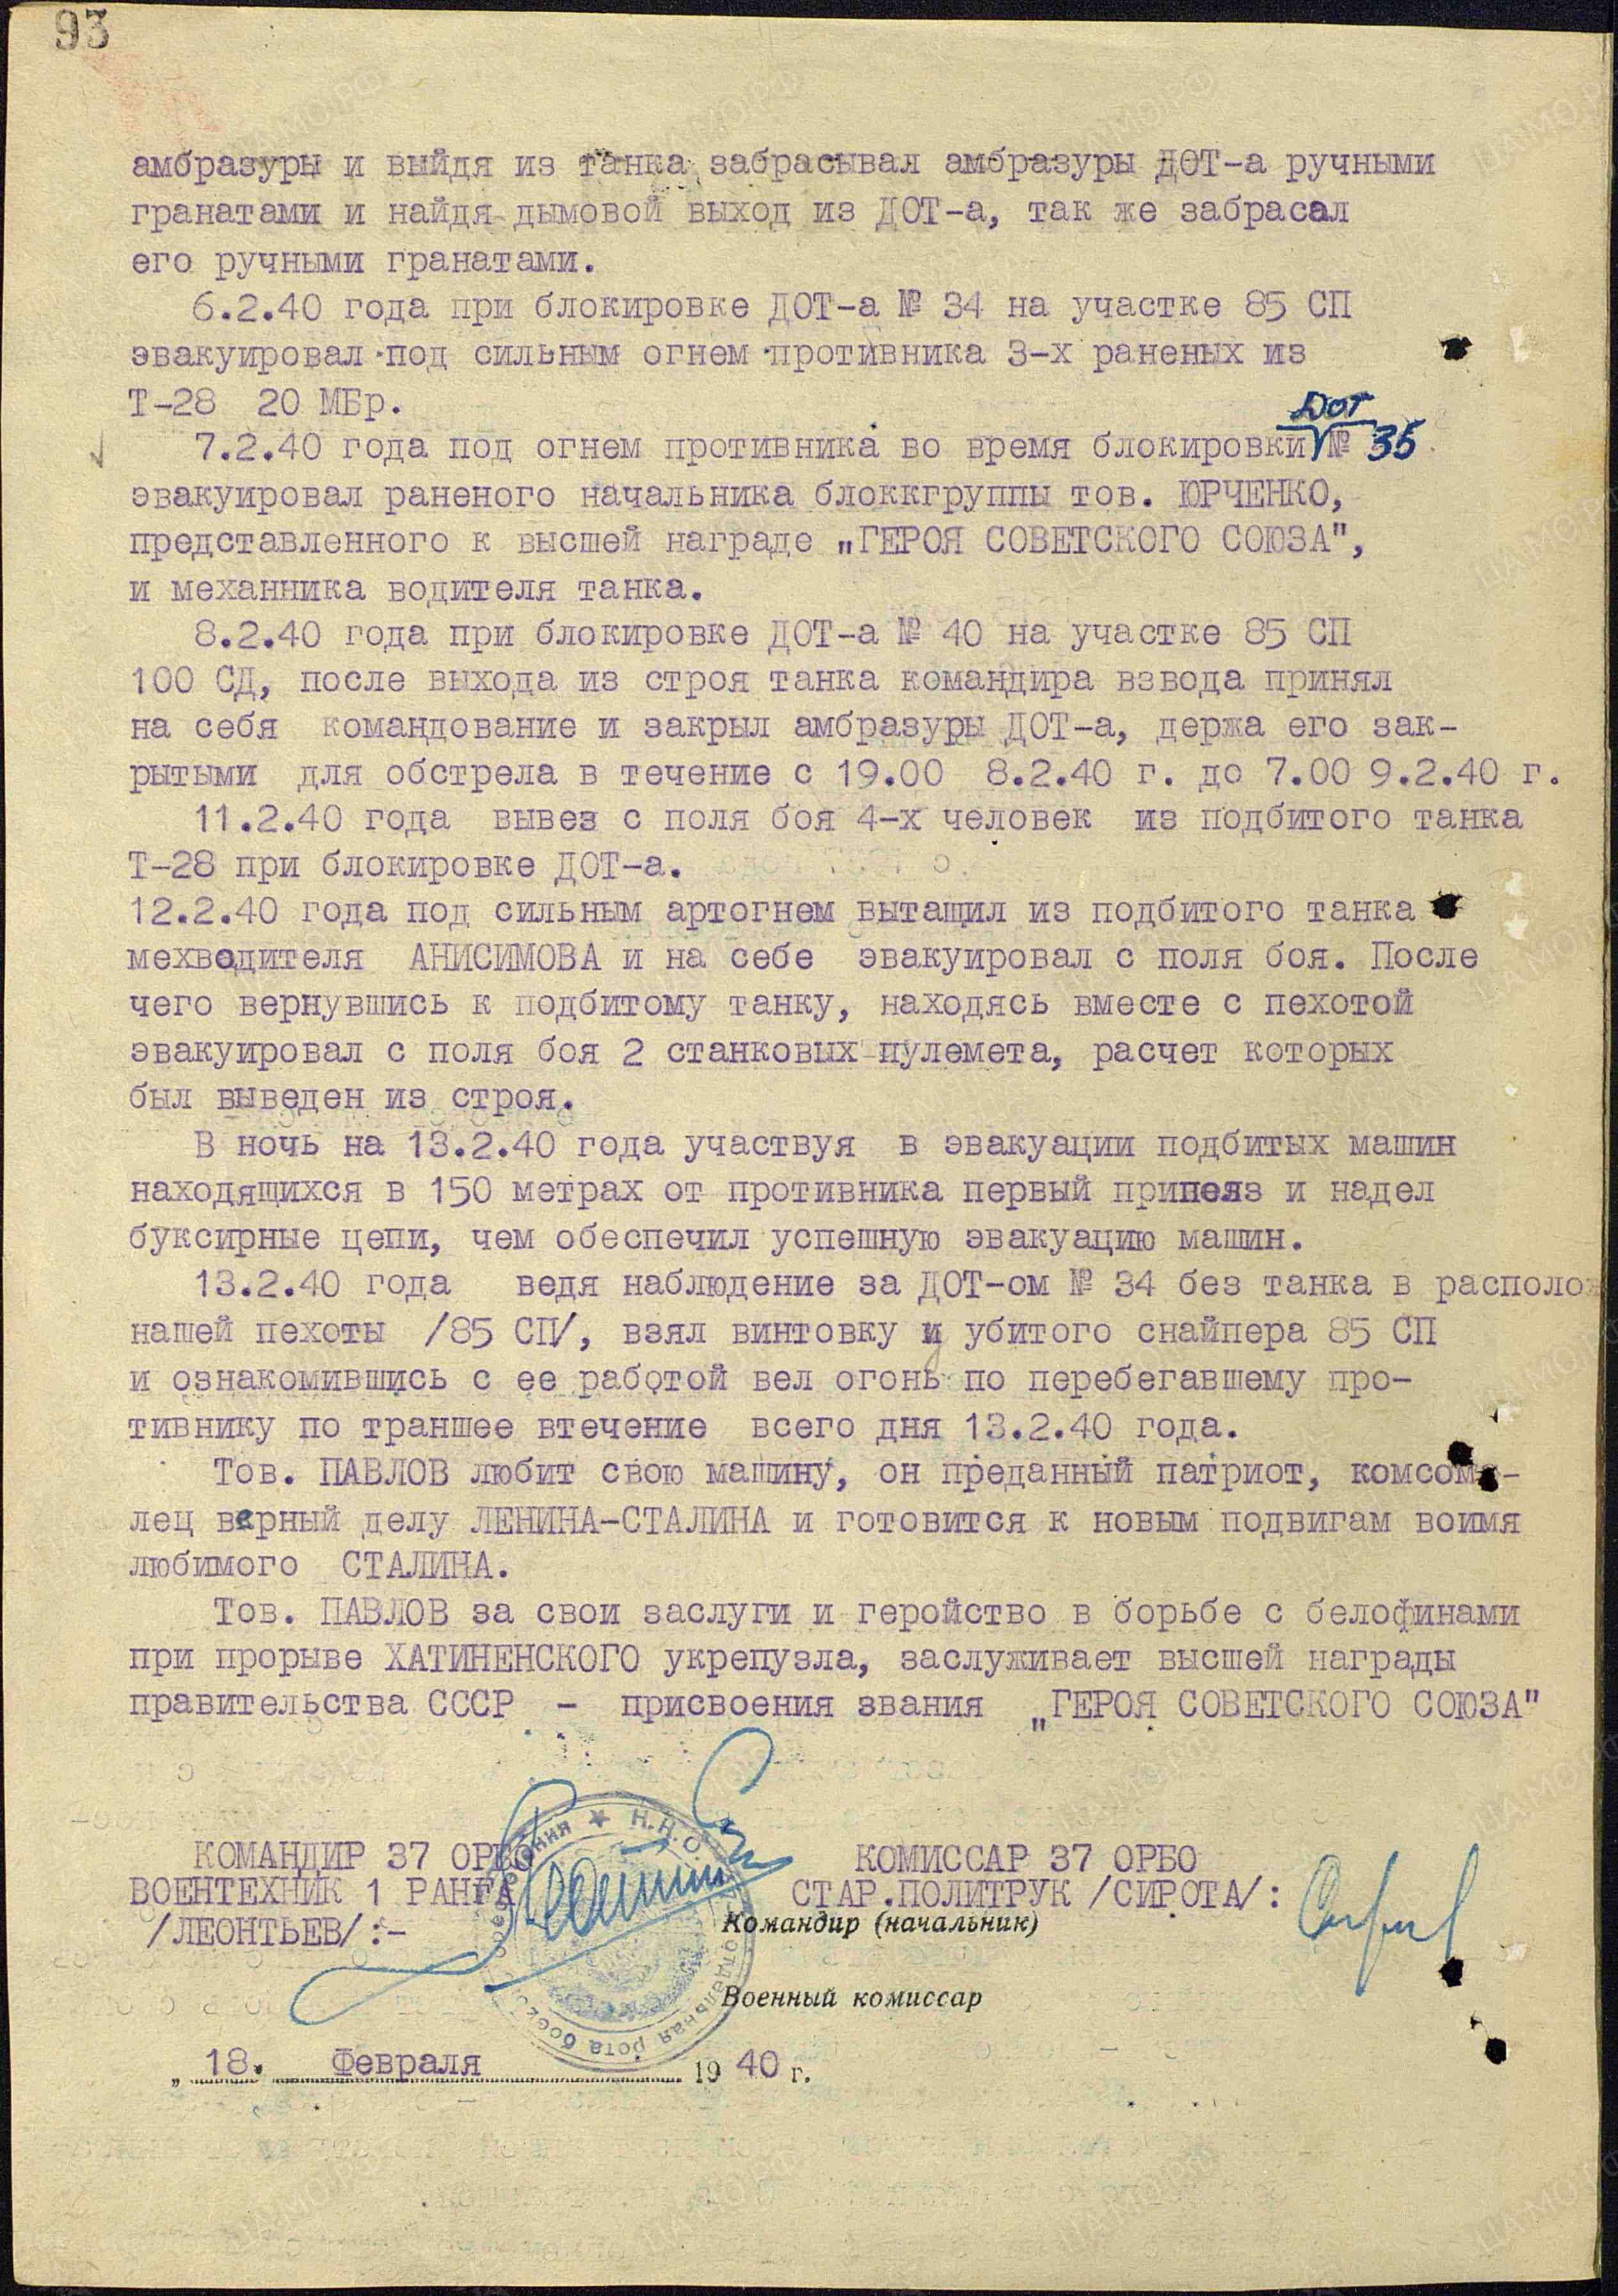 93
амбразуры и выйдя из танка забрасывал амбразуры ДОТ-а ручными
гранатами и найдя дымовой выход из ДОТ-а, так же забрасал
его ручными гранатами.
6.2.40 года при блокировке ДОТ-а № 34 на участке 85 СП
эвакуировал под сильным огнем противника 3-х раненых из
Т-28 20 МБр.
ДОТ
7.2.40 года под огнем противника во время блокировки № 35
эвакуировал раненого начальника блоккгруппы тов. ЮРЧЕНКО,
представленного к высшей награде „ГЕРОЯ СОВЕТСКОГО СОЮЗА",
и механника водителя танка.
8.2.40 года при блокировке ДОТ-а № 40 на участке 85 СП
100 СД, после выхода из строя танка командира взвода принял
на себя командование и закрыл амбразуры ДОТ-а, держа его зак-
рытыми для обстрела в течение с 19.00 8.2.40 г. до 7.00 9.2.40 г.
11.2.40 года вывез с поля боя 4-х человек из подбитого танка
Т-28 при блокировке ДОТ-а.
12.2.40 года под сильным артогнем вытащил из подбитого танка
мехводителя АНИСИМОВА и на себе эвакуировал с поля боя. После
чего вернувшись к подбитому танку, находясь вместе с пехотой
эвакуировал с поля боя 2 станковых пулемета, расчет которых
был выведен из строя.
В ночь на 13.2.40 года участвуя в эвакуации подбитых машин
находящихся в 150 метрах от противника первый и надел
буксирные цепи, чем обеспечил успешную эвакуацию машин.
13.2.40 года ведя наблюдение за ДОТ-ом № 34 без танка в располож
нашей пехоты /85 СП/, взял винтовку у убитого снайпера 85 СП
и ознакомившись с ее работой вел огонь по перебегавшему про-
тивнику по траншее втечение всего дня 13.2.40 года.
Тов. ПАВЛОВ любит свою машину, он преданный патриот, комсомо-
лец верный делу ЛЕНИНА-СТАЛИНА и готовится к новым подвигам воимя
любимого СТАЛИНА.
Тов. ПАВЛОВ за свои заслуги и геройство в борьбе с белофинами
при прорыве ХАТИНЕНСКОГО укрепузла, заслуживает высшей награды
правительства СССР - присвоения звания „ГЕРОЯ СОВЕТСКОГО СОЮЗА"
КОМАНДИР 37 ОРБО КОМИССАР 37 ОРБО
ВОЕНТЕХНИК 1 РАНГА СТАР.ПОЛИТРУК /СИРОТА/:
/ЛЕОНТЬЕВ/:- Командир (начальник)
Военный комиссар
„ 18. Февраля 1940 г.
Н.К.О.
отдельная рота боесп
ЦАМО.РФ